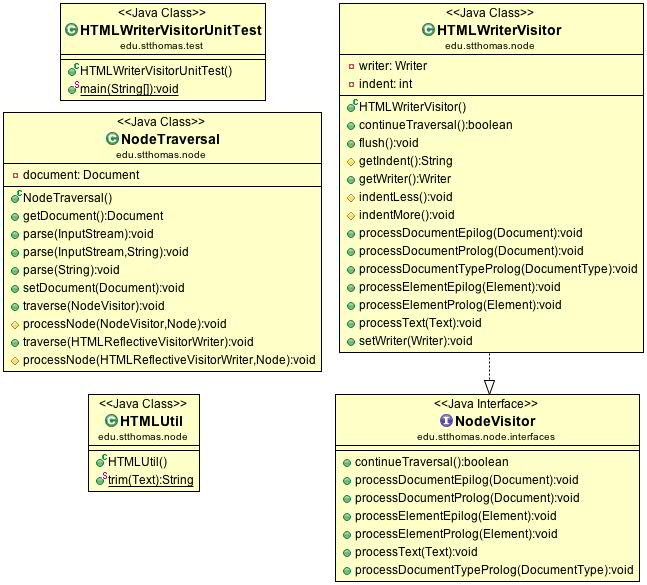 <<Java Class>>
HTMLWriterVisitorUnitTest
edu.stthomas.test
HTMLWriterVisitorUnitTest()
main(String[]):void
<<Java Class>>
NodeTraversal
edu.stthomas.node
document: Document
NodeTraversal()
getDocument():Document
parse(InputStream):void
parse(InputStream,String):void
parse(String):void
setDocument(Document):void
traverse(NodeVisitor):void
processNode(NodeVisitor,Node):void
traverse(HTMLReflectiveVisitorWriter):void
processNode(HTMLReflectiveVisitorWriter,Node):void
<<Java Class>>
HTMLUtil
edu.stthomas.node
HTMLUtil()
trim(Text):String
<<Java Class>>
HTMLWriterVisitor
edu.stthomas.node
writer: Writer
indent: int
HTMLWriterVisitor()
continueTraversal():boolean
flush():void
getIndent():String
getWriter():Writer
indentLess():void
indentMore():void
processDocumentEpilog(Document):void
processDocumentProlog(Document):void
processDocumentTypeProlog(DocumentType):void
processElementEpilog(Element):void
processElementProlog(Element):void
processText(Text):void
setWriter(Writer):void
<<Java Interface>>
NodeVisitor
edu.stthomas.node.interfaces
continueTraversal():boolean
processDocumentEpilog(Document):void
processDocumentProlog(Document):void
processElementEpilog(Element):void
processElementProlog(Element):void
processText(Text):void
processDocumentTypeProlog(DocumentType):void